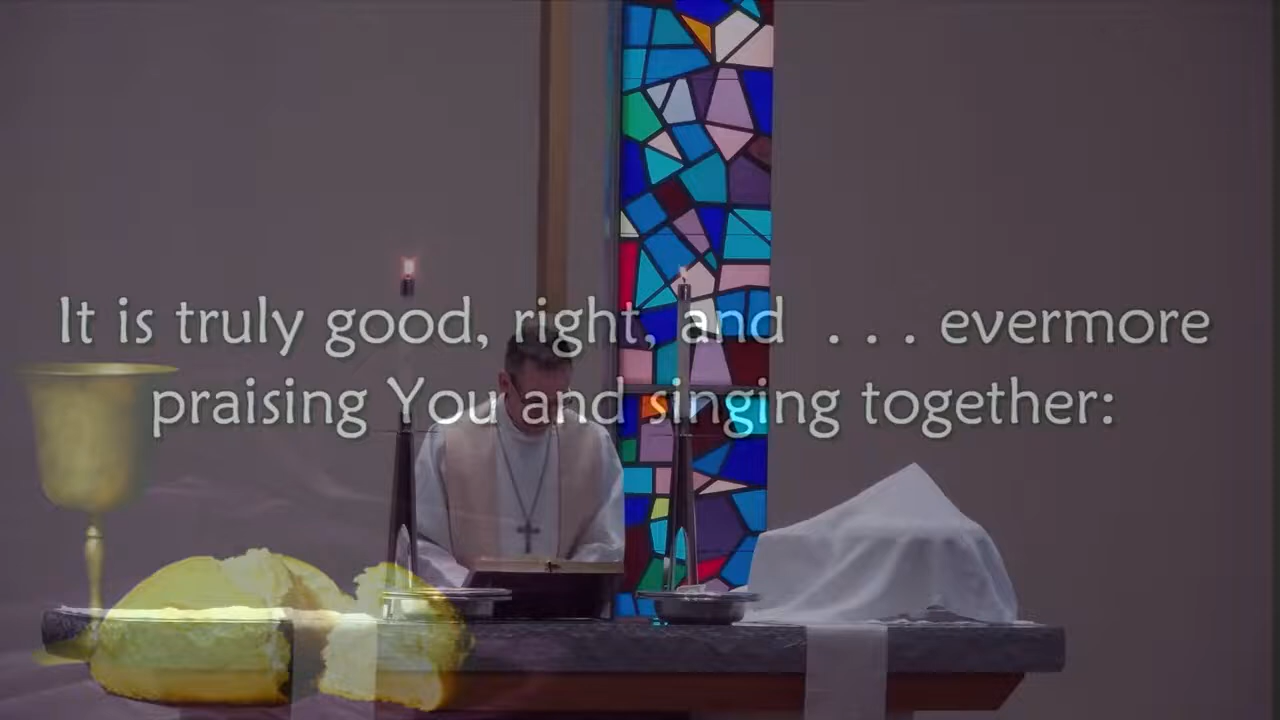 It is truly good, right, and . . . evermore
praising You and singing together: